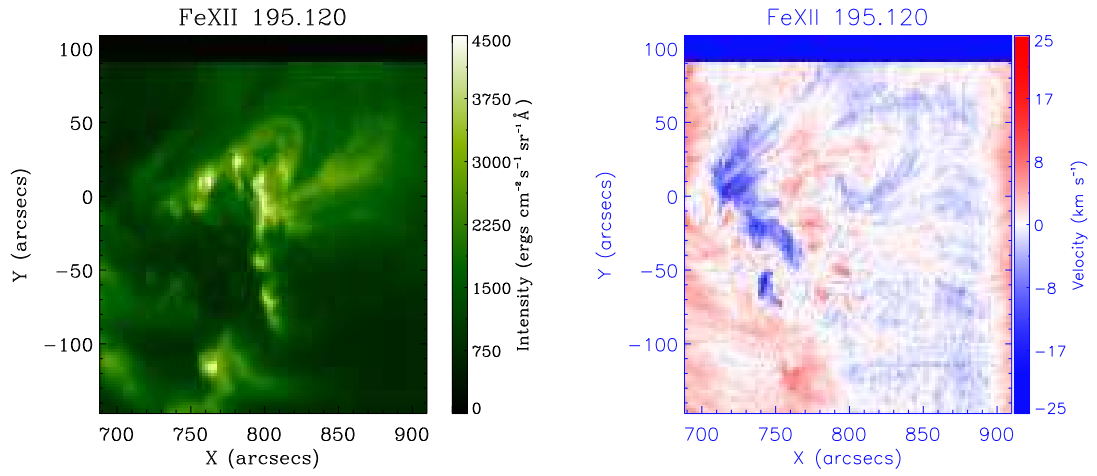 FeXII 195.120
100
50
0
−50
−100
Y (arcsecs)
700 750 800 850 900
X (arcsecs)
4500
3750
3000
2250
1500
750
0
Intensity (ergs cm⁻² s⁻¹ sr⁻¹ Å)
FeXII 195.120
100
50
0
−50
−100
Y (arcsecs)
700 750 800 850 900
X (arcsecs)
25
17
8
0
−8
−17
−25
Velocity (km s⁻¹)